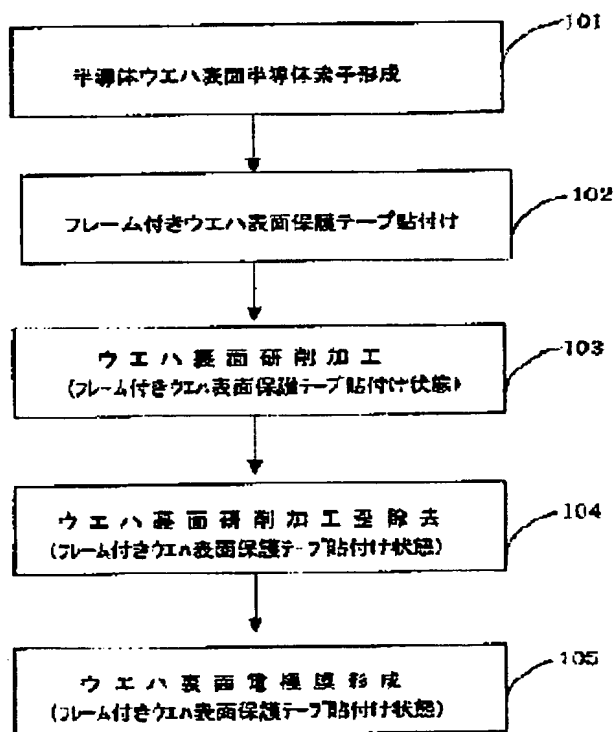 101
半導体ウエハ表面半導体素子形成
102
フレーム付きウエハ表面保護テープ貼付け
103
ウエハ裏面研削加工
(フレーム付きウエハ表面保護テープ貼付け状態)
104
ウエハ裏面研削加工歪除去
(フレーム付きウエハ表面保護テープ貼付け状態)
105
ウエハ裏面電極膜形成
(フレーム付きウエハ表面保護テープ貼付け状態)